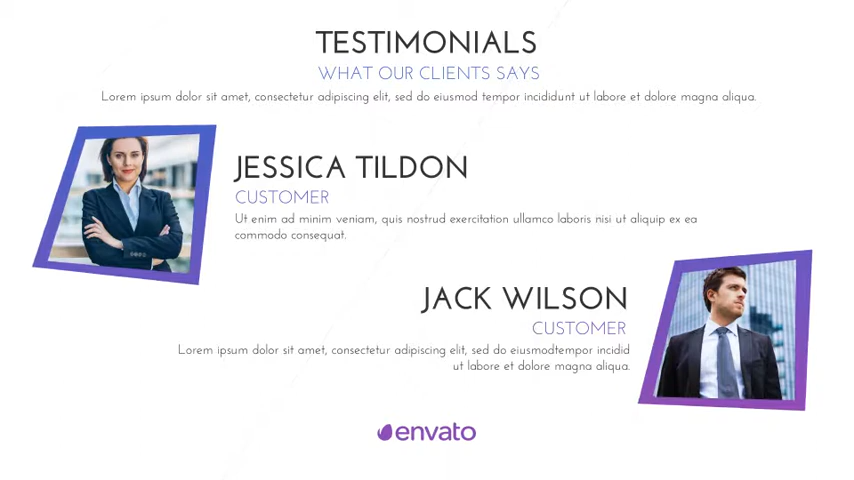 TESTIMONIALS
WHAT OUR CLIENTS SAYS
Lorem ipsum dolor sit amet, consectetur adipiscing elit, sed do eiusmod tempor incididunt ut labore et dolore magna aliqua.
JESSICA TILDON
CUSTOMER
Ut enim ad minim veniam, quis nostrud exercitation ullamco laboris nisi ut aliquip ex ea
commodo consequat.
JACK WILSON
CUSTOMER
Lorem ipsum dolor sit amet, consectetur adipiscing elit, sed do eiusmodtempor incidid
ut labore et dolore magna aliqua.
envato